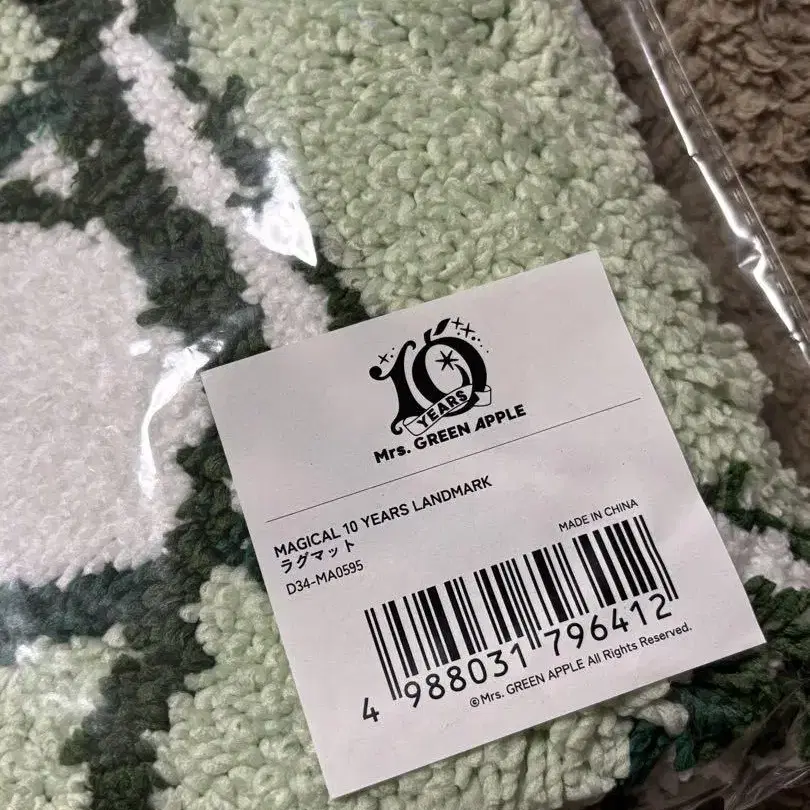 10
YEARS
Mrs. GREEN APPLE
MAGICAL 10 YEARS LANDMARK
ラグマット
D34-MA0595
MADE IN CHINA
4 988031 796412
©Mrs. GREEN APPLE All Rights Reserved.